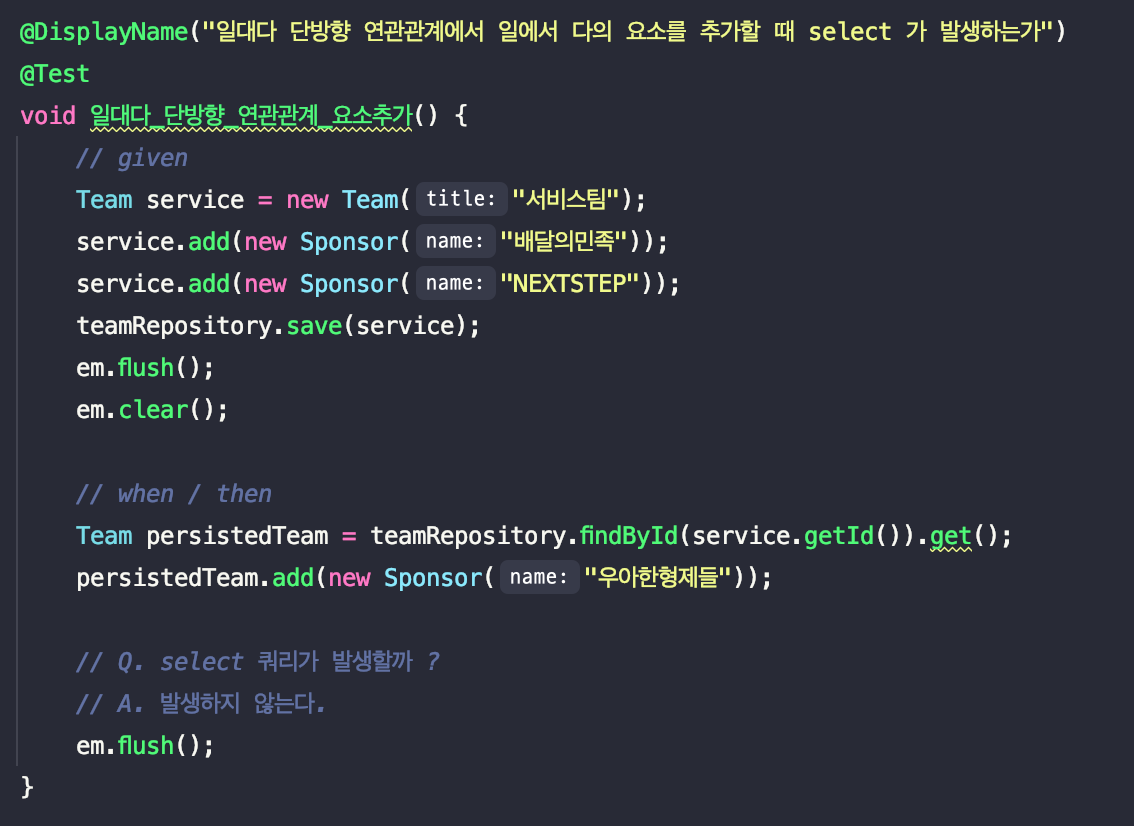 @DisplayName("일대다 단방향 연관관계에서 일에서 다의 요소를 추가할 때 select 가 발생하는가")
@Test
void 일대다_단방향_연관관계_요소추가() {
// given
Team service = new Team( title: "서비스팀");
service.add(new Sponsor( name: "배달의민족"));
service.add(new Sponsor( name: "NEXTSTEP"));
teamRepository.save(service);
em.flush();
em.clear();
// when / then
Team persistedTeam = teamRepository.findById(service.getId()).get();
persistedTeam.add(new Sponsor( name: "우아한형제들"));
// Q. select 쿼리가 발생할까 ?
// A. 발생하지 않는다.
em.flush();
}